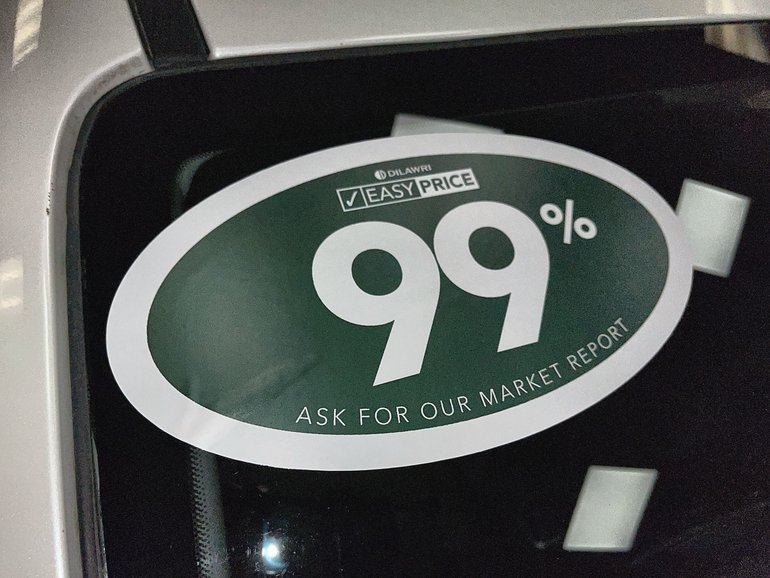 DILAWRI
✓ EASY PRICE
99%
ASK FOR OUR MARKET REPORT